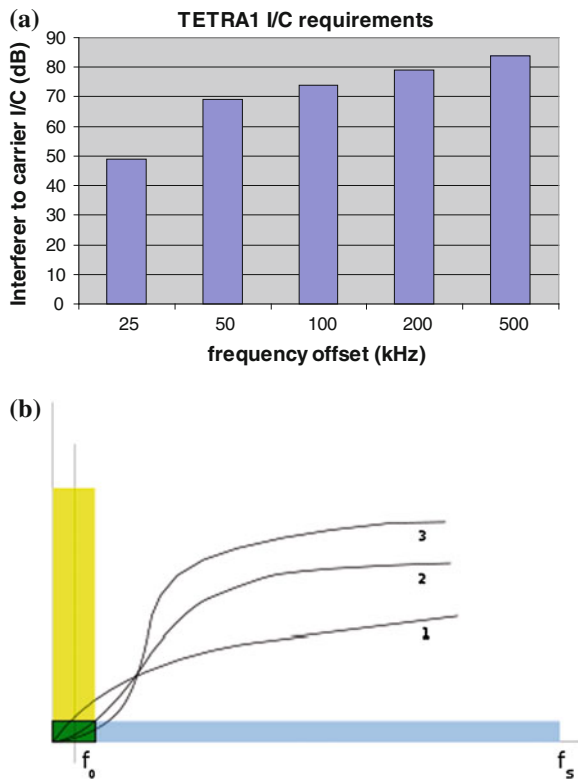 (a)
TETRA1 I/C requirements
Interferer to carrier I/C (dB)
90
80
70
60
50
40
30
20
10
0
25 50 100 200 500
frequency offset (kHz)
(b)
3
2
1
f₀ fₛ